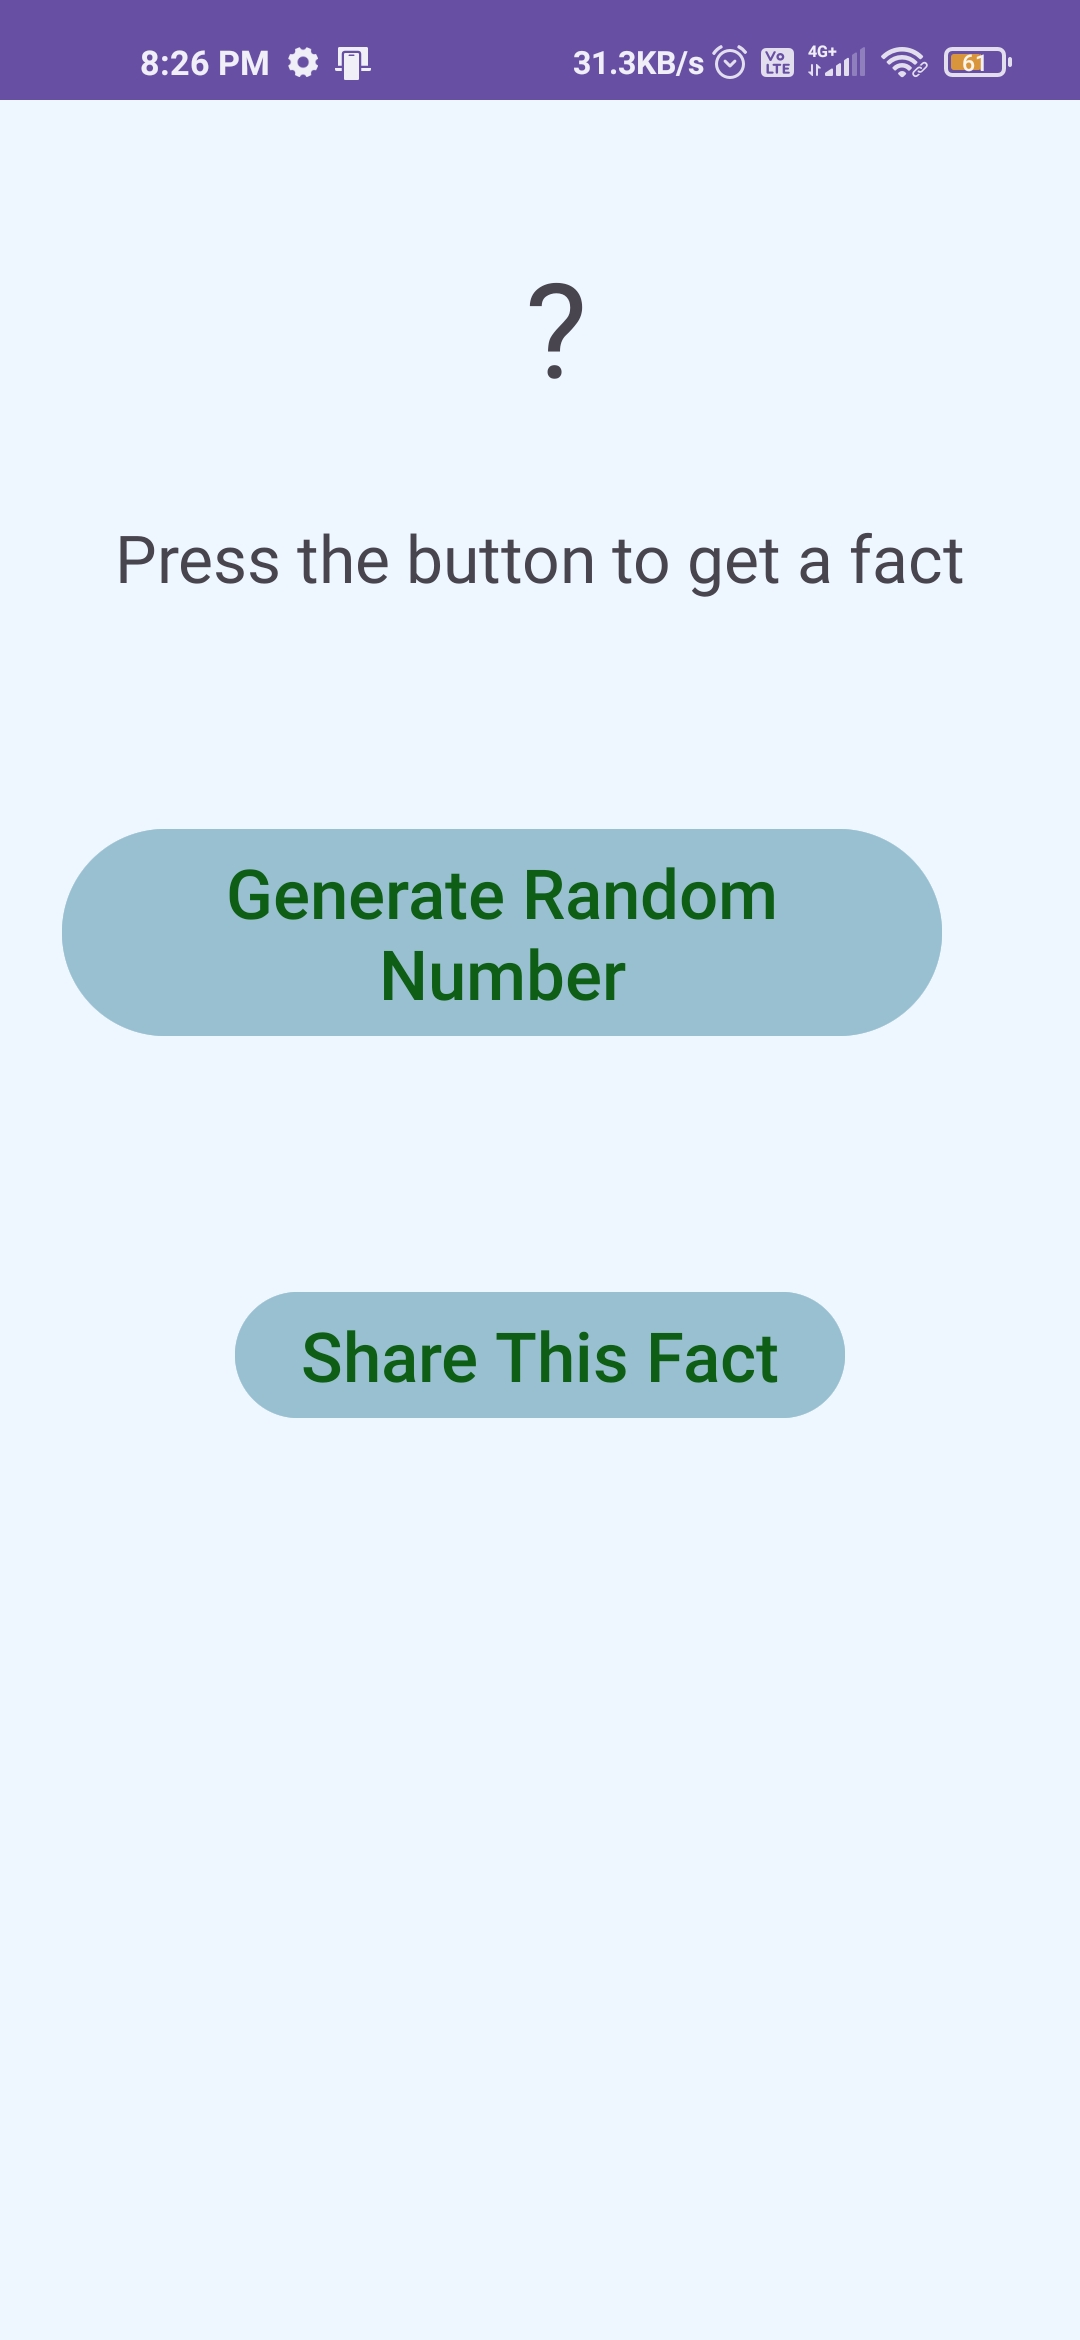 8:26 PM 31.3KB/s Vo LTE 4G+ 61
?
Press the button to get a fact
Generate Random
Number
Share This Fact